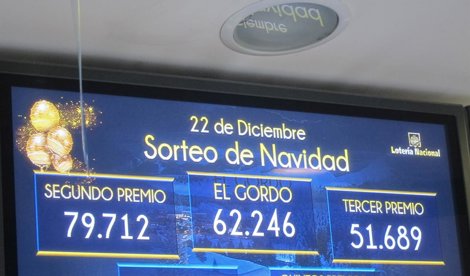 22 de Diciembre
Sorteo de Navidad
Lotería Nacional
SEGUNDO PREMIO
79.712
EL GORDO
62.246
TERCER PREMIO
51.689